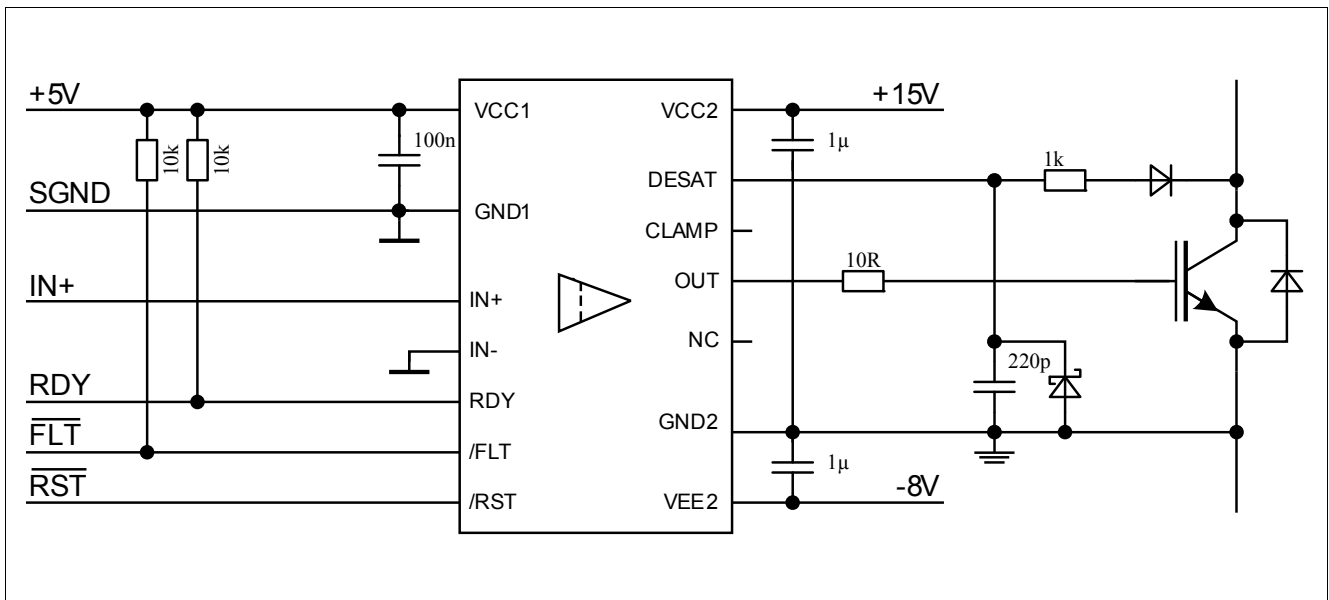 +5V
10k
10k
100n
SGND
IN+
RDY
FLT
RST
VCC1
GND1
IN+
IN-
RDY
/FLT
/RST
VCC2
DESAT
CLAMP
OUT
NC
GND2
VEE2
+15V
1µ
1k
10R
220p
1µ
-8V